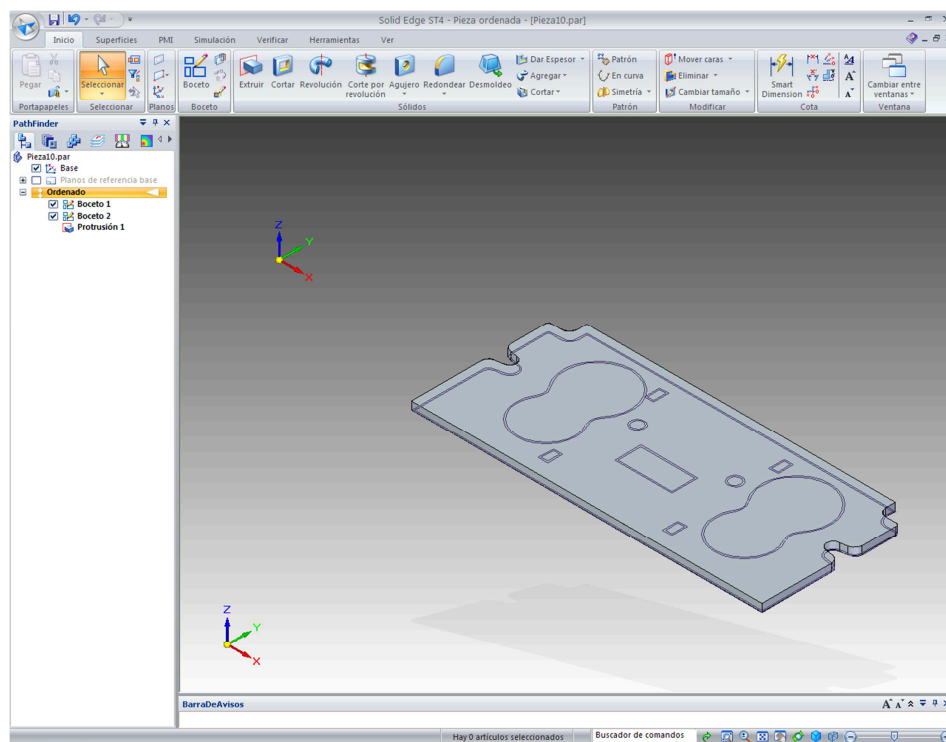 Solid Edge ST4 - Pieza ordenada - [Pieza10.par]
Inicio Superficies PMI Simulación Verificar Herramientas Ver
Pegar
Seleccionar
Boceto
Extruir Cortar Revolución Corte por revolución Agujero Redondear Desmoldeo
Dar Espesor
Agregar
Cortar
Patrón
En curva
Simetría
Mover caras
Eliminar
Cambiar tamaño
Smart Dimension
Cambiar entre ventanas
Portapapeles Seleccionar Planos Boceto Sólidos Patrón Modificar Cota Ventana
PathFinder
Pieza10.par
Base
Planos de referencia base
Ordenado
Boceto 1
Boceto 2
Protrusión 1
Z
Y
X
Z
Y
X
BarraDeAvisos
Hay 0 artículos seleccionados
Buscador de comandos